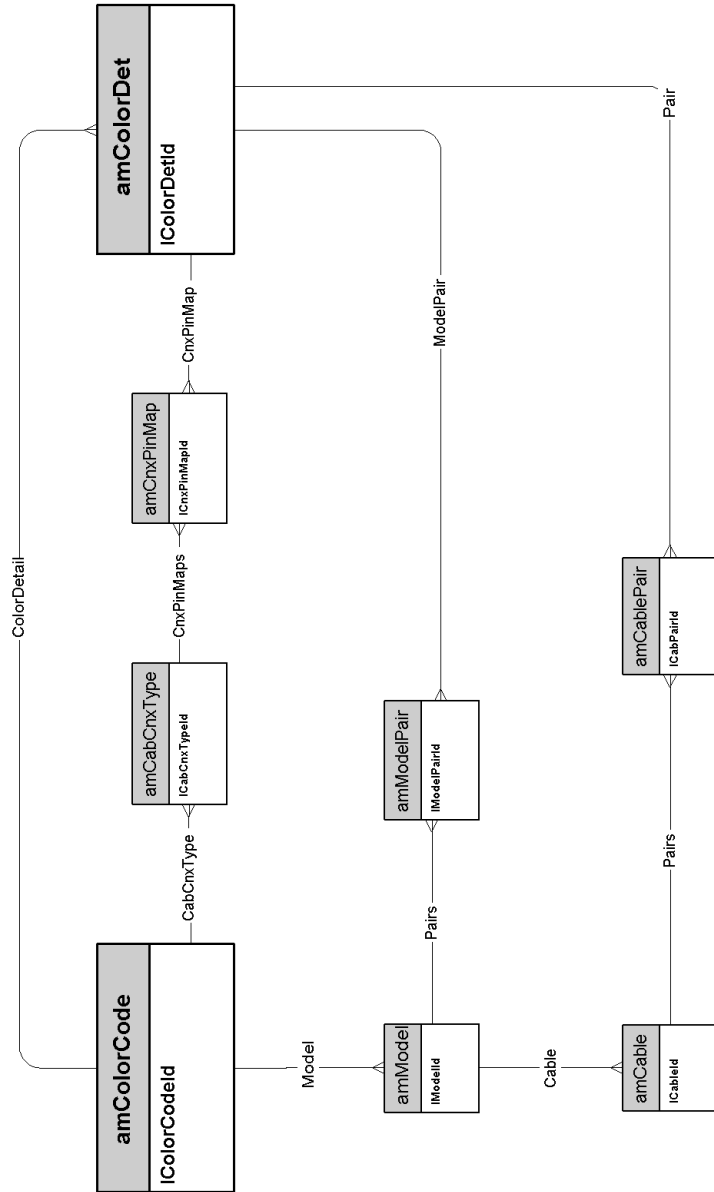 ColorDetail
amColorCode
lColorCodeId
CabCnxType
amCabCnxType
lCabCnxTypeId
CnxPinMaps
amCnxPinMap
lCnxPinMapId
CnxPinMap
amColorDet
lColorDetId
Model
amModel
lModelId
Pairs
amModelPair
lModelPairId
ModelPair
Cable
amCable
lCableId
Pairs
amCablePair
lCabPairId
Pair